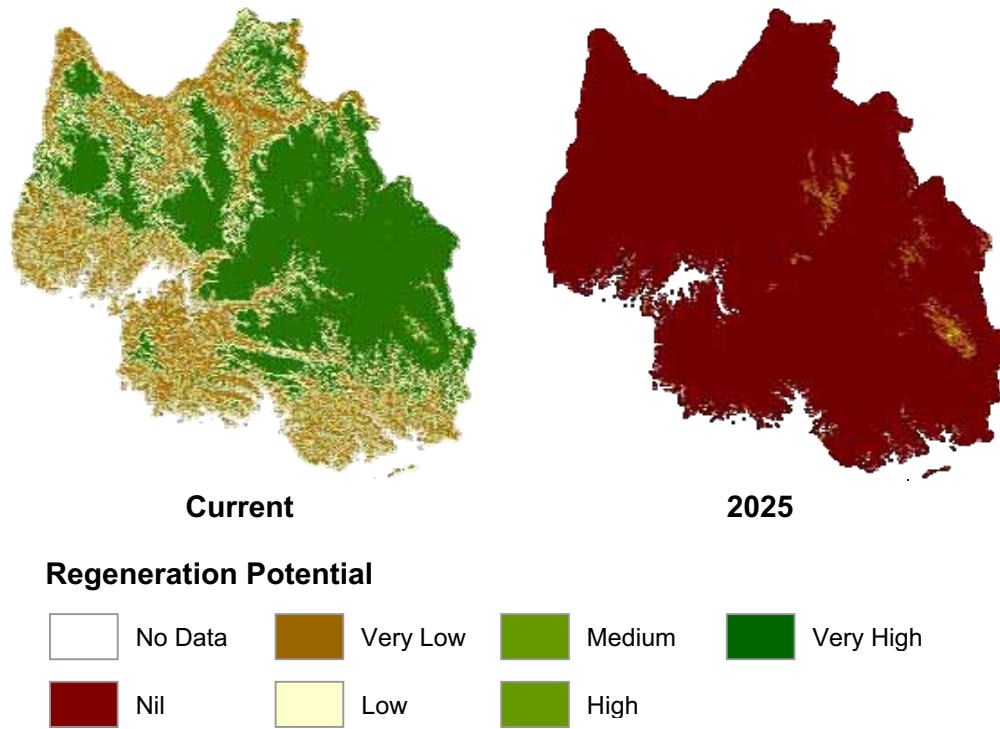 Current 2025
Regeneration Potential
No Data Very Low Medium Very High
Nil Low High